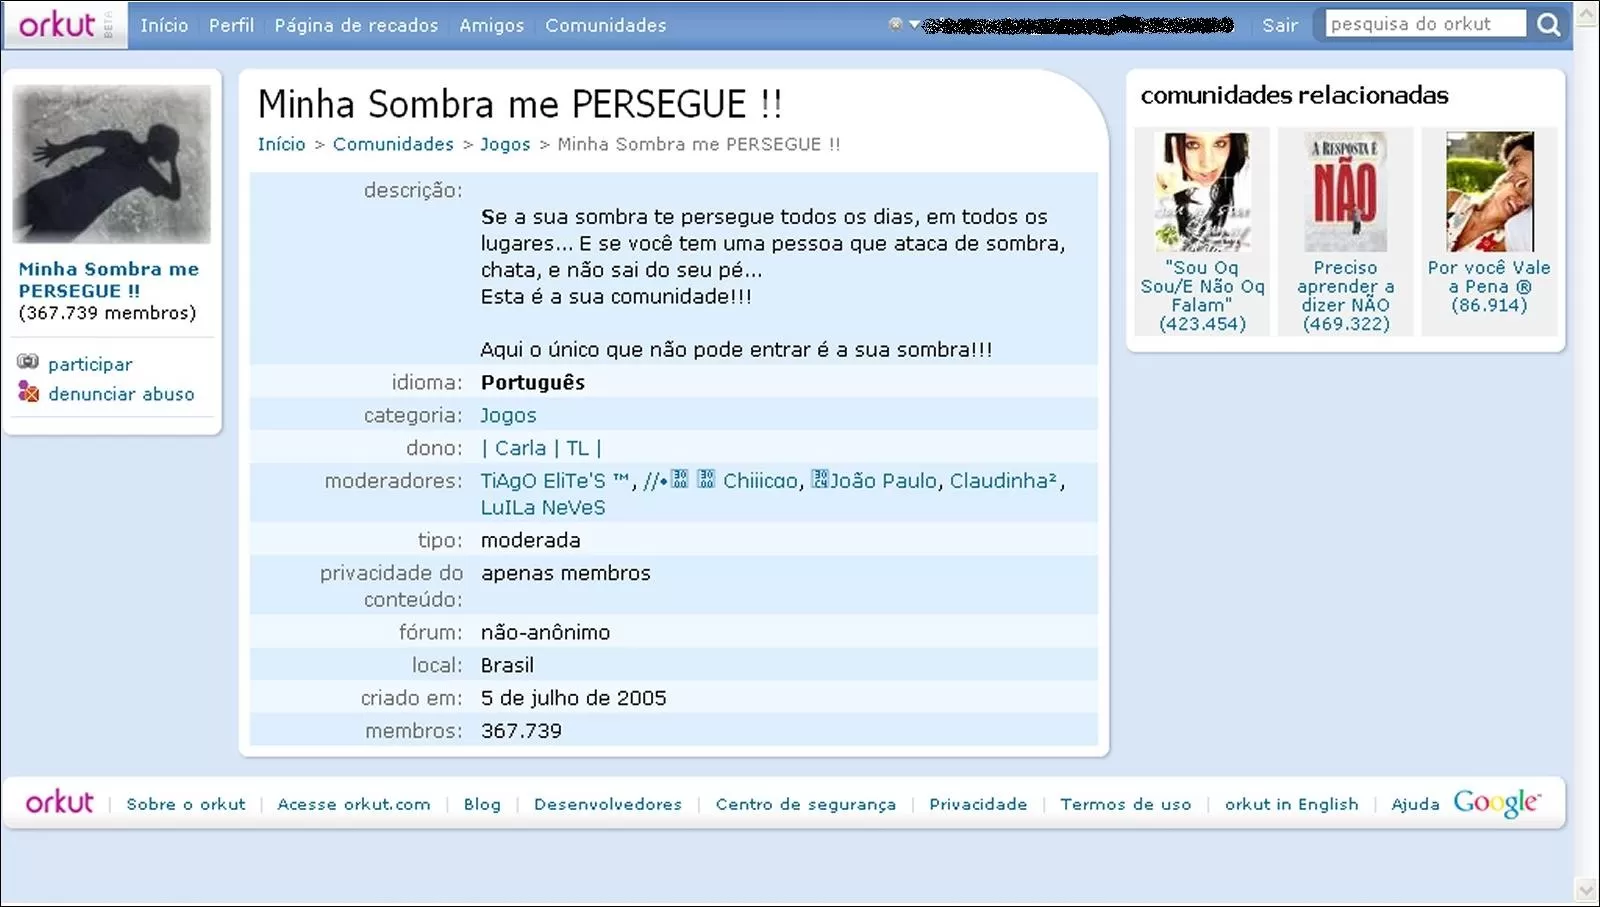 orkut BETA
Início Perfil Página de recados Amigos Comunidades
Sair pesquisa do orkut
Minha Sombra me
PERSEGUE !!
(367.739 membros)
participar
denunciar abuso
Minha Sombra me PERSEGUE !!
Início > Comunidades > Jogos > Minha Sombra me PERSEGUE !!
descrição:
Se a sua sombra te persegue todos os dias, em todos os
lugares... E se você tem uma pessoa que ataca de sombra,
chata, e não sai do seu pé...
Esta é a sua comunidade!!!
Aqui o único que não pode entrar é a sua sombra!!!
idioma: Português
categoria: Jogos
dono: | Carla | TL |
moderadores: TiAgO EliTe'S ™, //• Chiiicαo, João Paulo, Claudinha²,
LuILa NeVeS
tipo: moderada
privacidade do apenas membros
conteúdo:
fórum: não-anônimo
local: Brasil
criado em: 5 de julho de 2005
membros: 367.739
comunidades relacionadas
"Sou Oq
Sou/E Não Oq
Falam"
(423.454)
A RESPOSTA É
NÃO
Preciso
aprender a
dizer NÃO
(469.322)
Por você Vale
a Pena ®
(86.914)
orkut | Sobre o orkut | Acesse orkut.com | Blog | Desenvolvedores | Centro de segurança | Privacidade | Termos de uso | orkut in English | Ajuda Google™